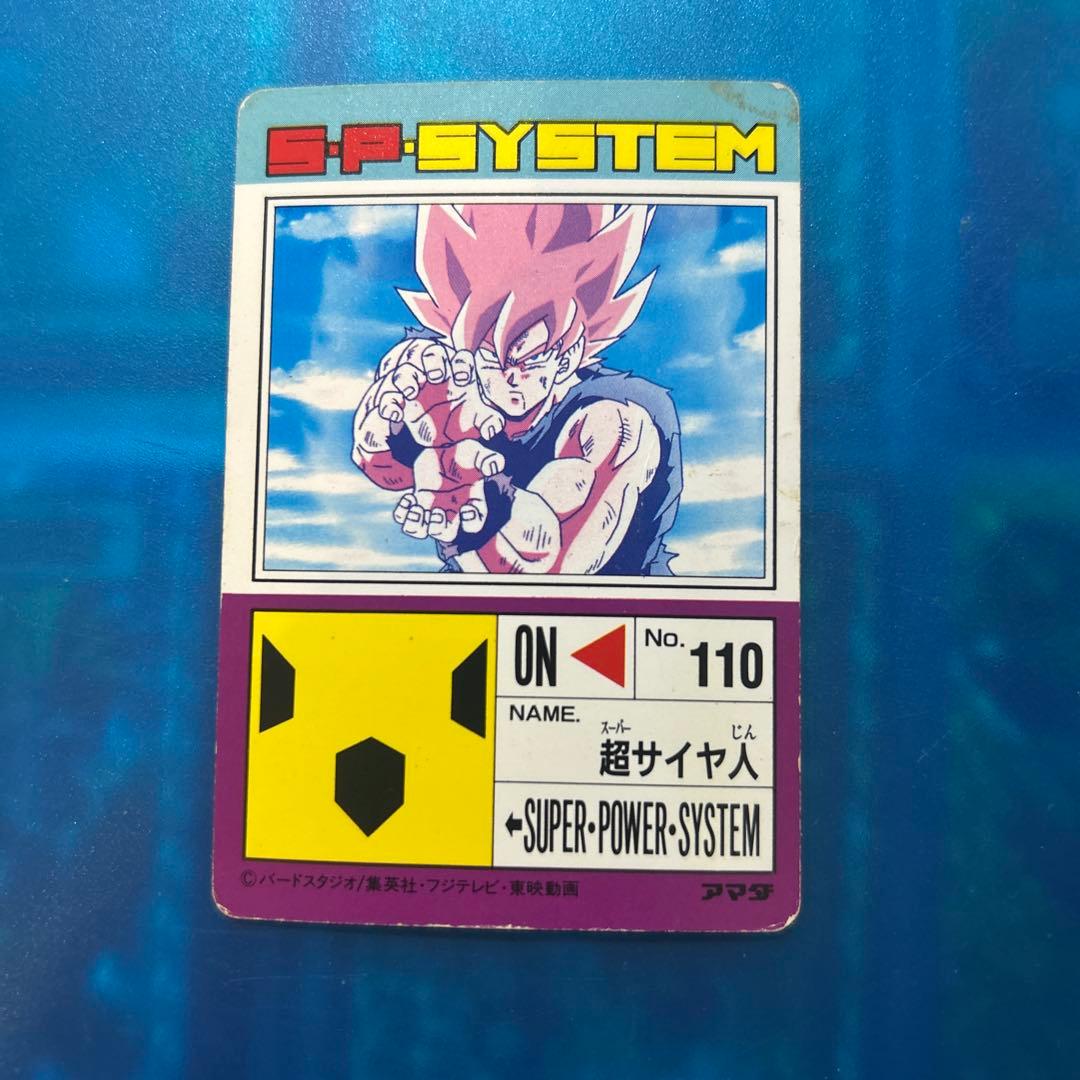 S・P・SYSTEM
ON
No. 110
NAME.
スーパー じん
超サイヤ人
SUPER・POWER・SYSTEM
©バードスタジオ/集英社・フジテレビ・東映動画
アマダ